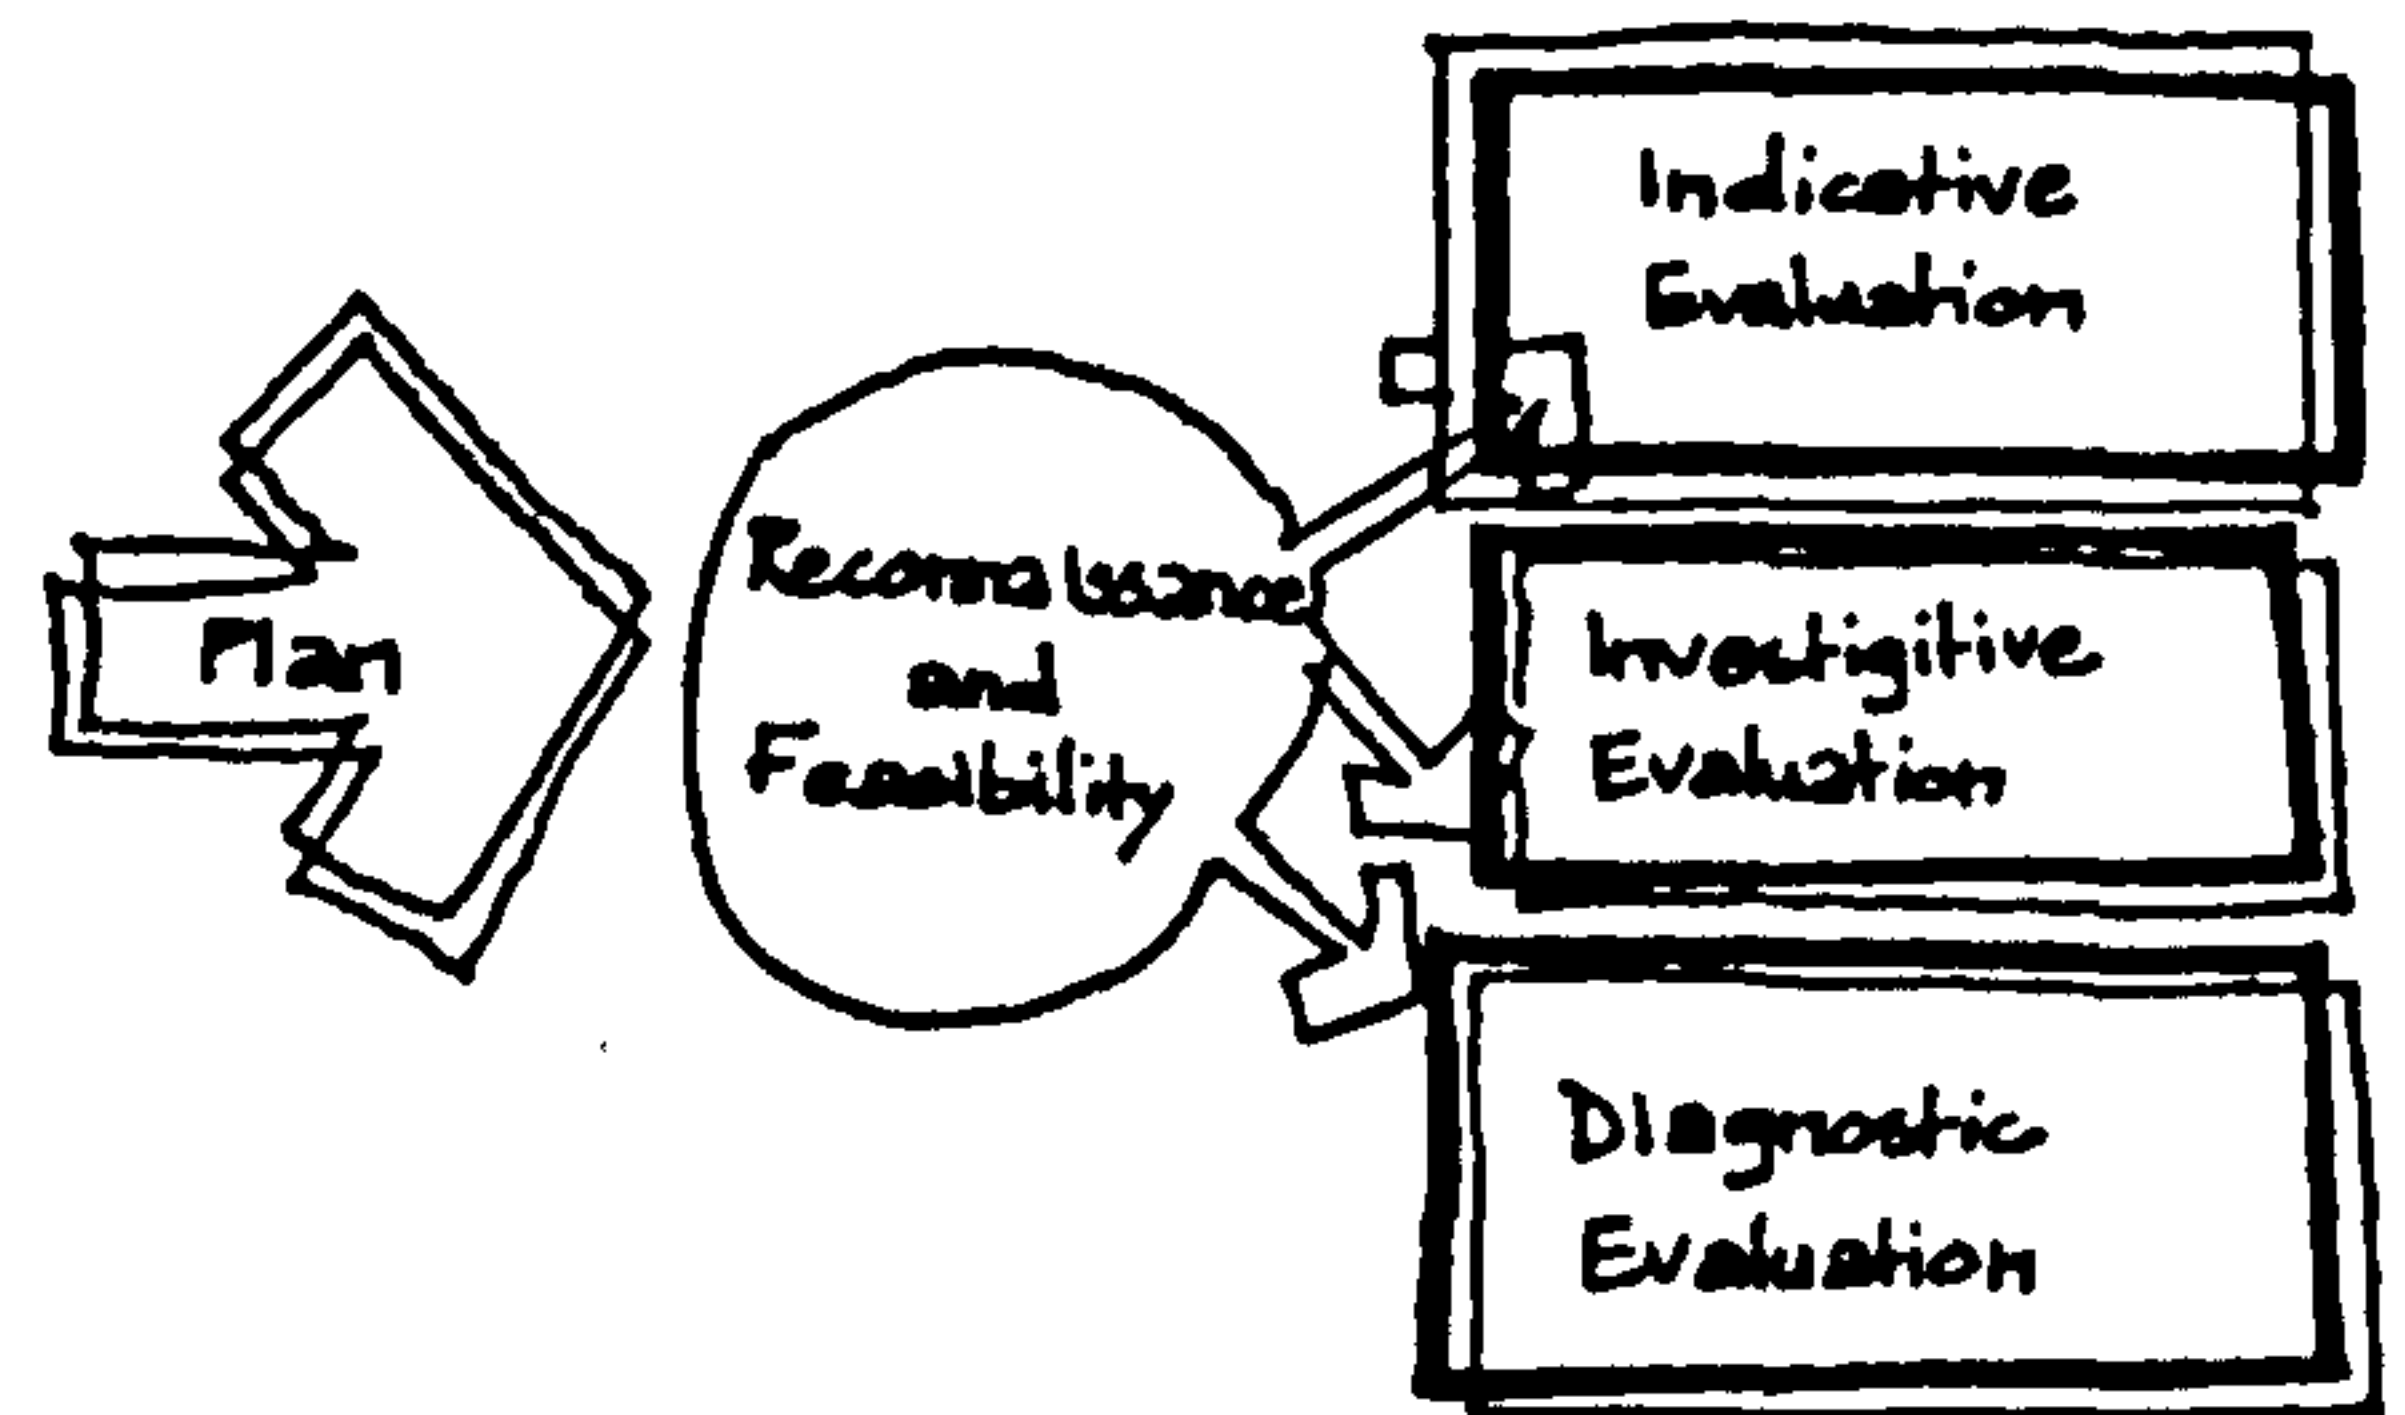 Plan
Reconnaissance
and
Feasibility
Indicative
Evaluation
Investigitive
Evaluation
Diagnostic
Evaluation